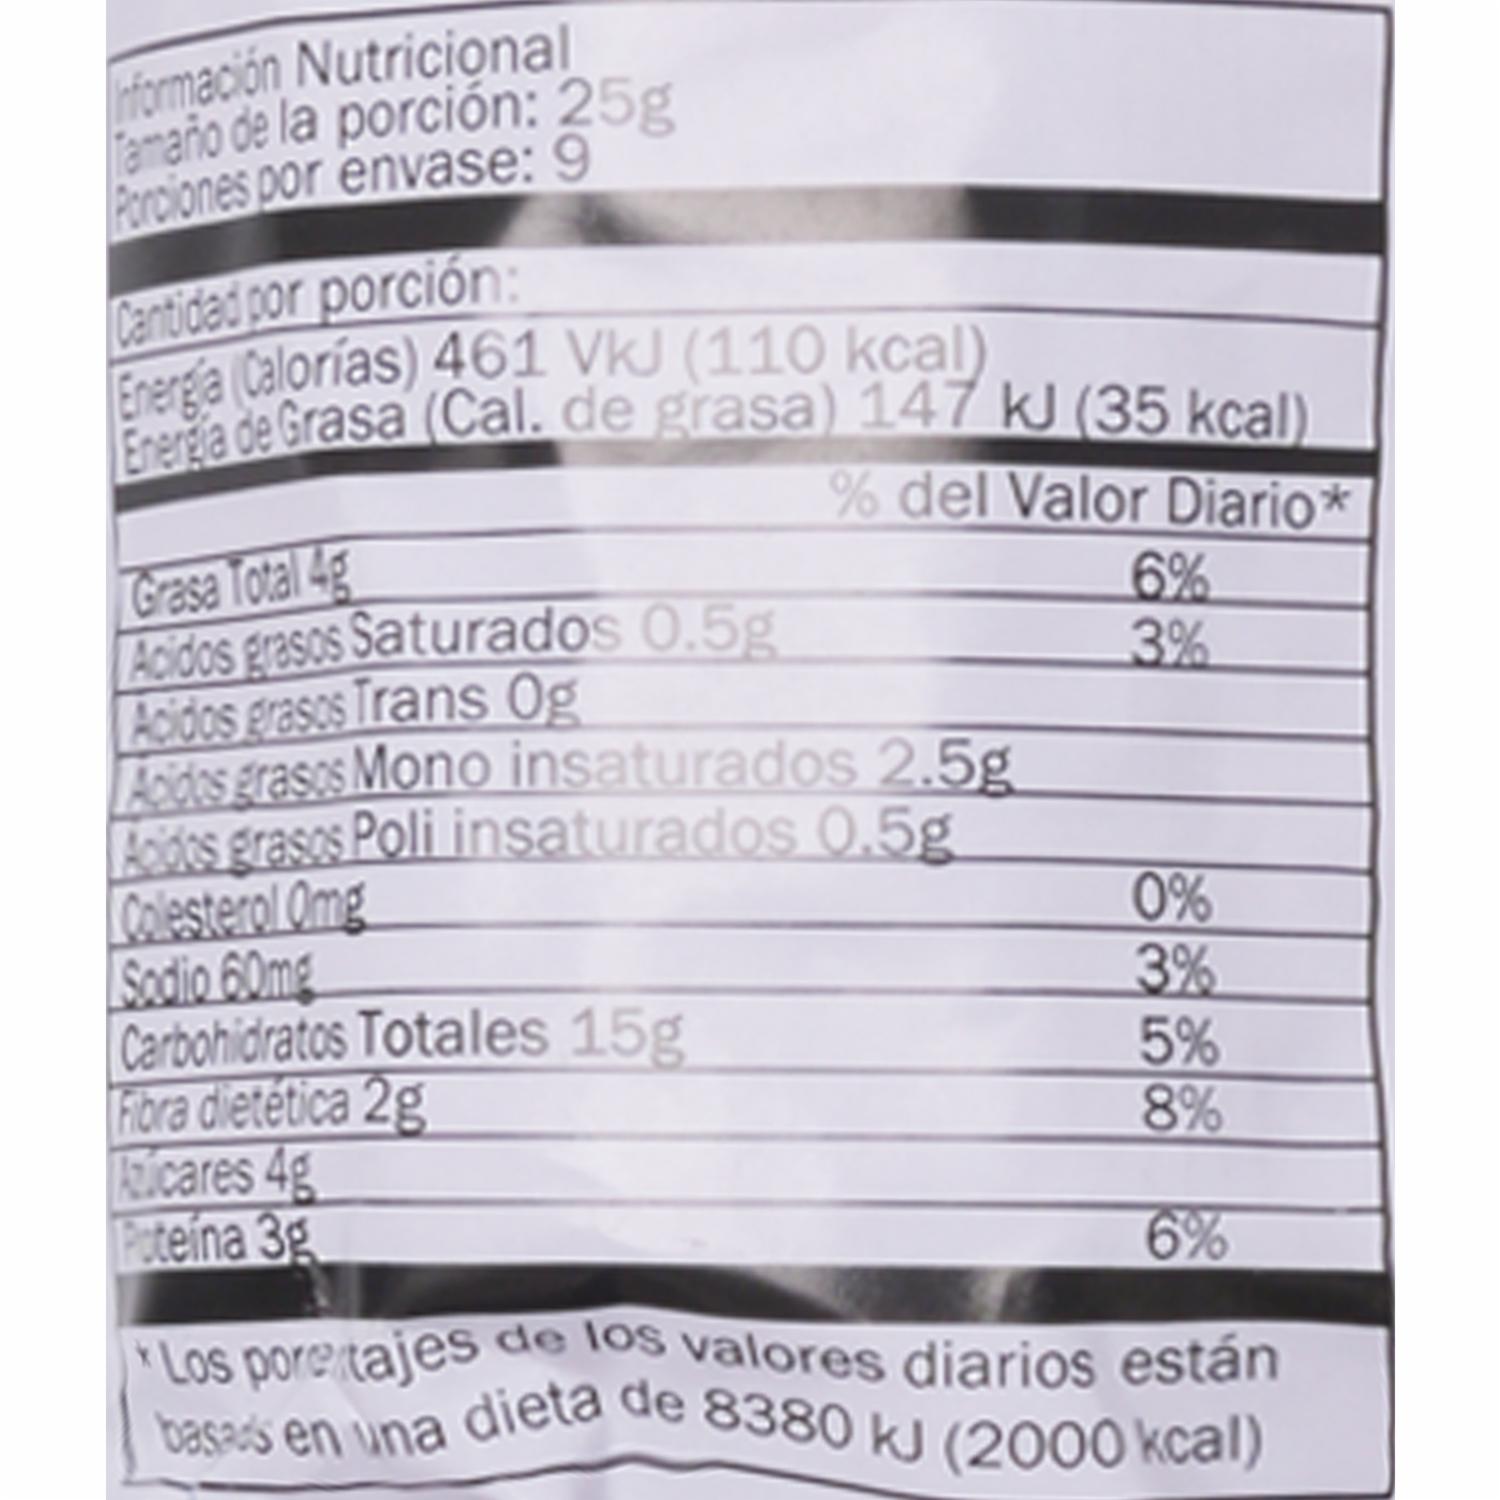 Información Nutricional
Tamaño de la porción: 25g
Porciones por envase: 9
Cantidad por porción:
Energía (Calorías) 461 VkJ (110 kcal)
Energía de Grasa (Cal. de grasa) 147 kJ (35 kcal)
% del Valor Diario*
Grasa Total 4g 6%
Acidos grasos Saturados 0.5g 3%
Acidos grasos Trans 0g
Acidos grasos Mono insaturados 2.5g
Acidos grasos Poli insaturados 0.5g
Colesterol 0mg 0%
Sodio 60mg 3%
Carbohidratos Totales 15g 5%
Fibra dietética 2g 8%
Azúcares 4g
Poteína 3g 6%
* Los porcentajes de los valores diarios están
basados en una dieta de 8380 kJ (2000 kcal)